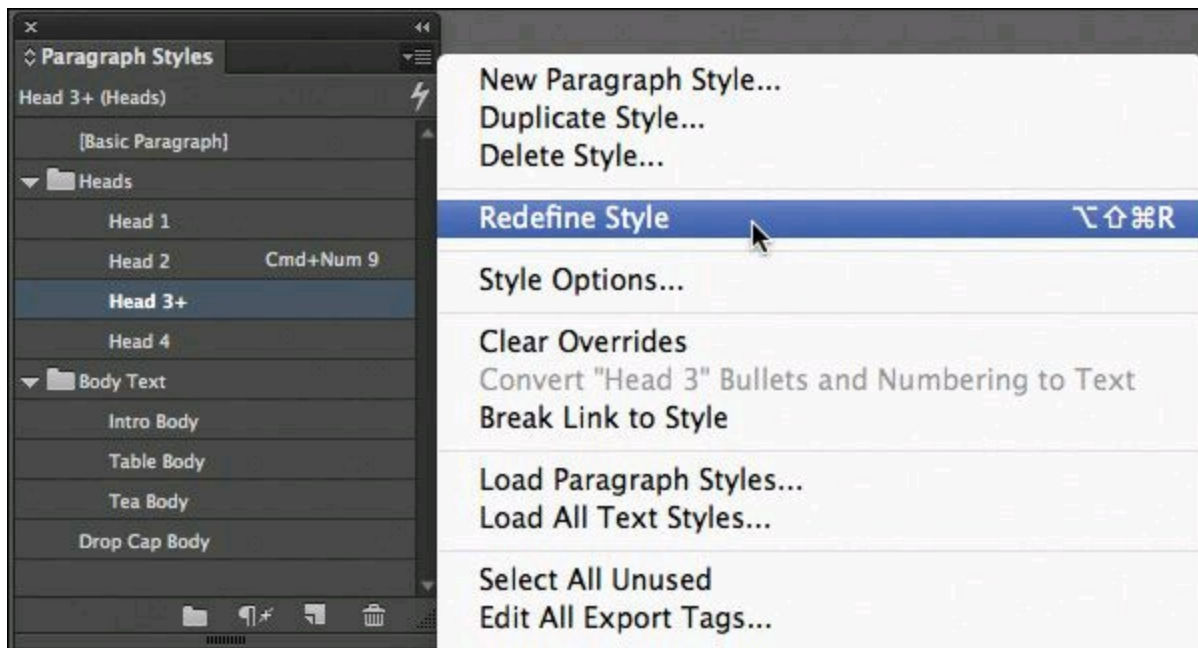 Paragraph Styles
Head 3+ (Heads)
[Basic Paragraph]
Heads
Head 1
Head 2 Cmd+Num 9
Head 3+
Head 4
Body Text
Intro Body
Table Body
Tea Body
Drop Cap Body
New Paragraph Style...
Duplicate Style...
Delete Style...
Redefine Style ⌥⇧⌘R
Style Options...
Clear Overrides
Convert "Head 3" Bullets and Numbering to Text
Break Link to Style
Load Paragraph Styles...
Load All Text Styles...
Select All Unused
Edit All Export Tags...